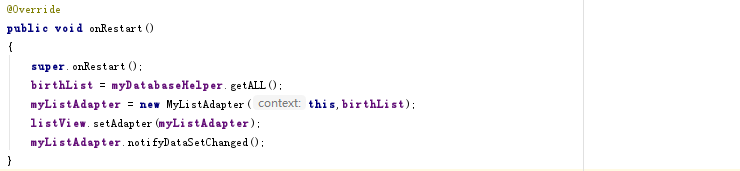 @Override
public void onRestart()
{
super.onRestart();
birthList = myDatabaseHelper.getALL();
myListAdapter = new MyListAdapter( context: this,birthList);
listView.setAdapter(myListAdapter);
myListAdapter.notifyDataSetChanged();
}